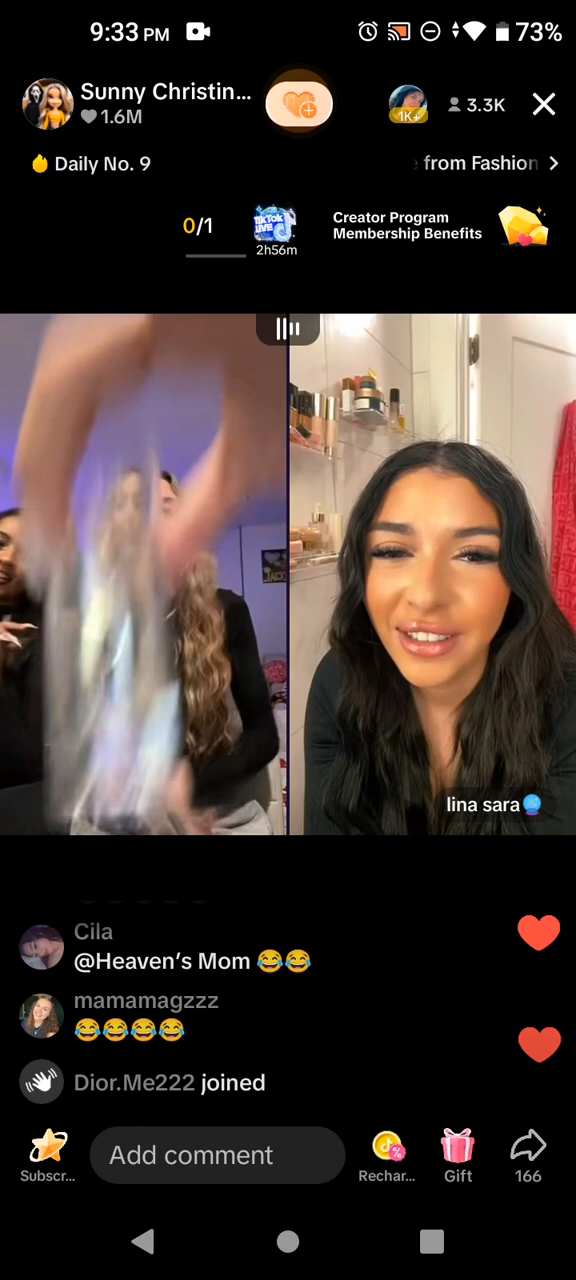 9:33 PM 73%
Sunny Christin...
1.6M
1K+
3.3K
Daily No. 9
from Fashion
0/1
TikTok
LIVE
2h56m
Creator Program
Membership Benefits
lina sara
Cila
@Heaven's Mom 😂😂
mamamagzzz
😂😂😂😂
Dior.Me222 joined
Subscr...
Add comment
Rechar...
Gift
166